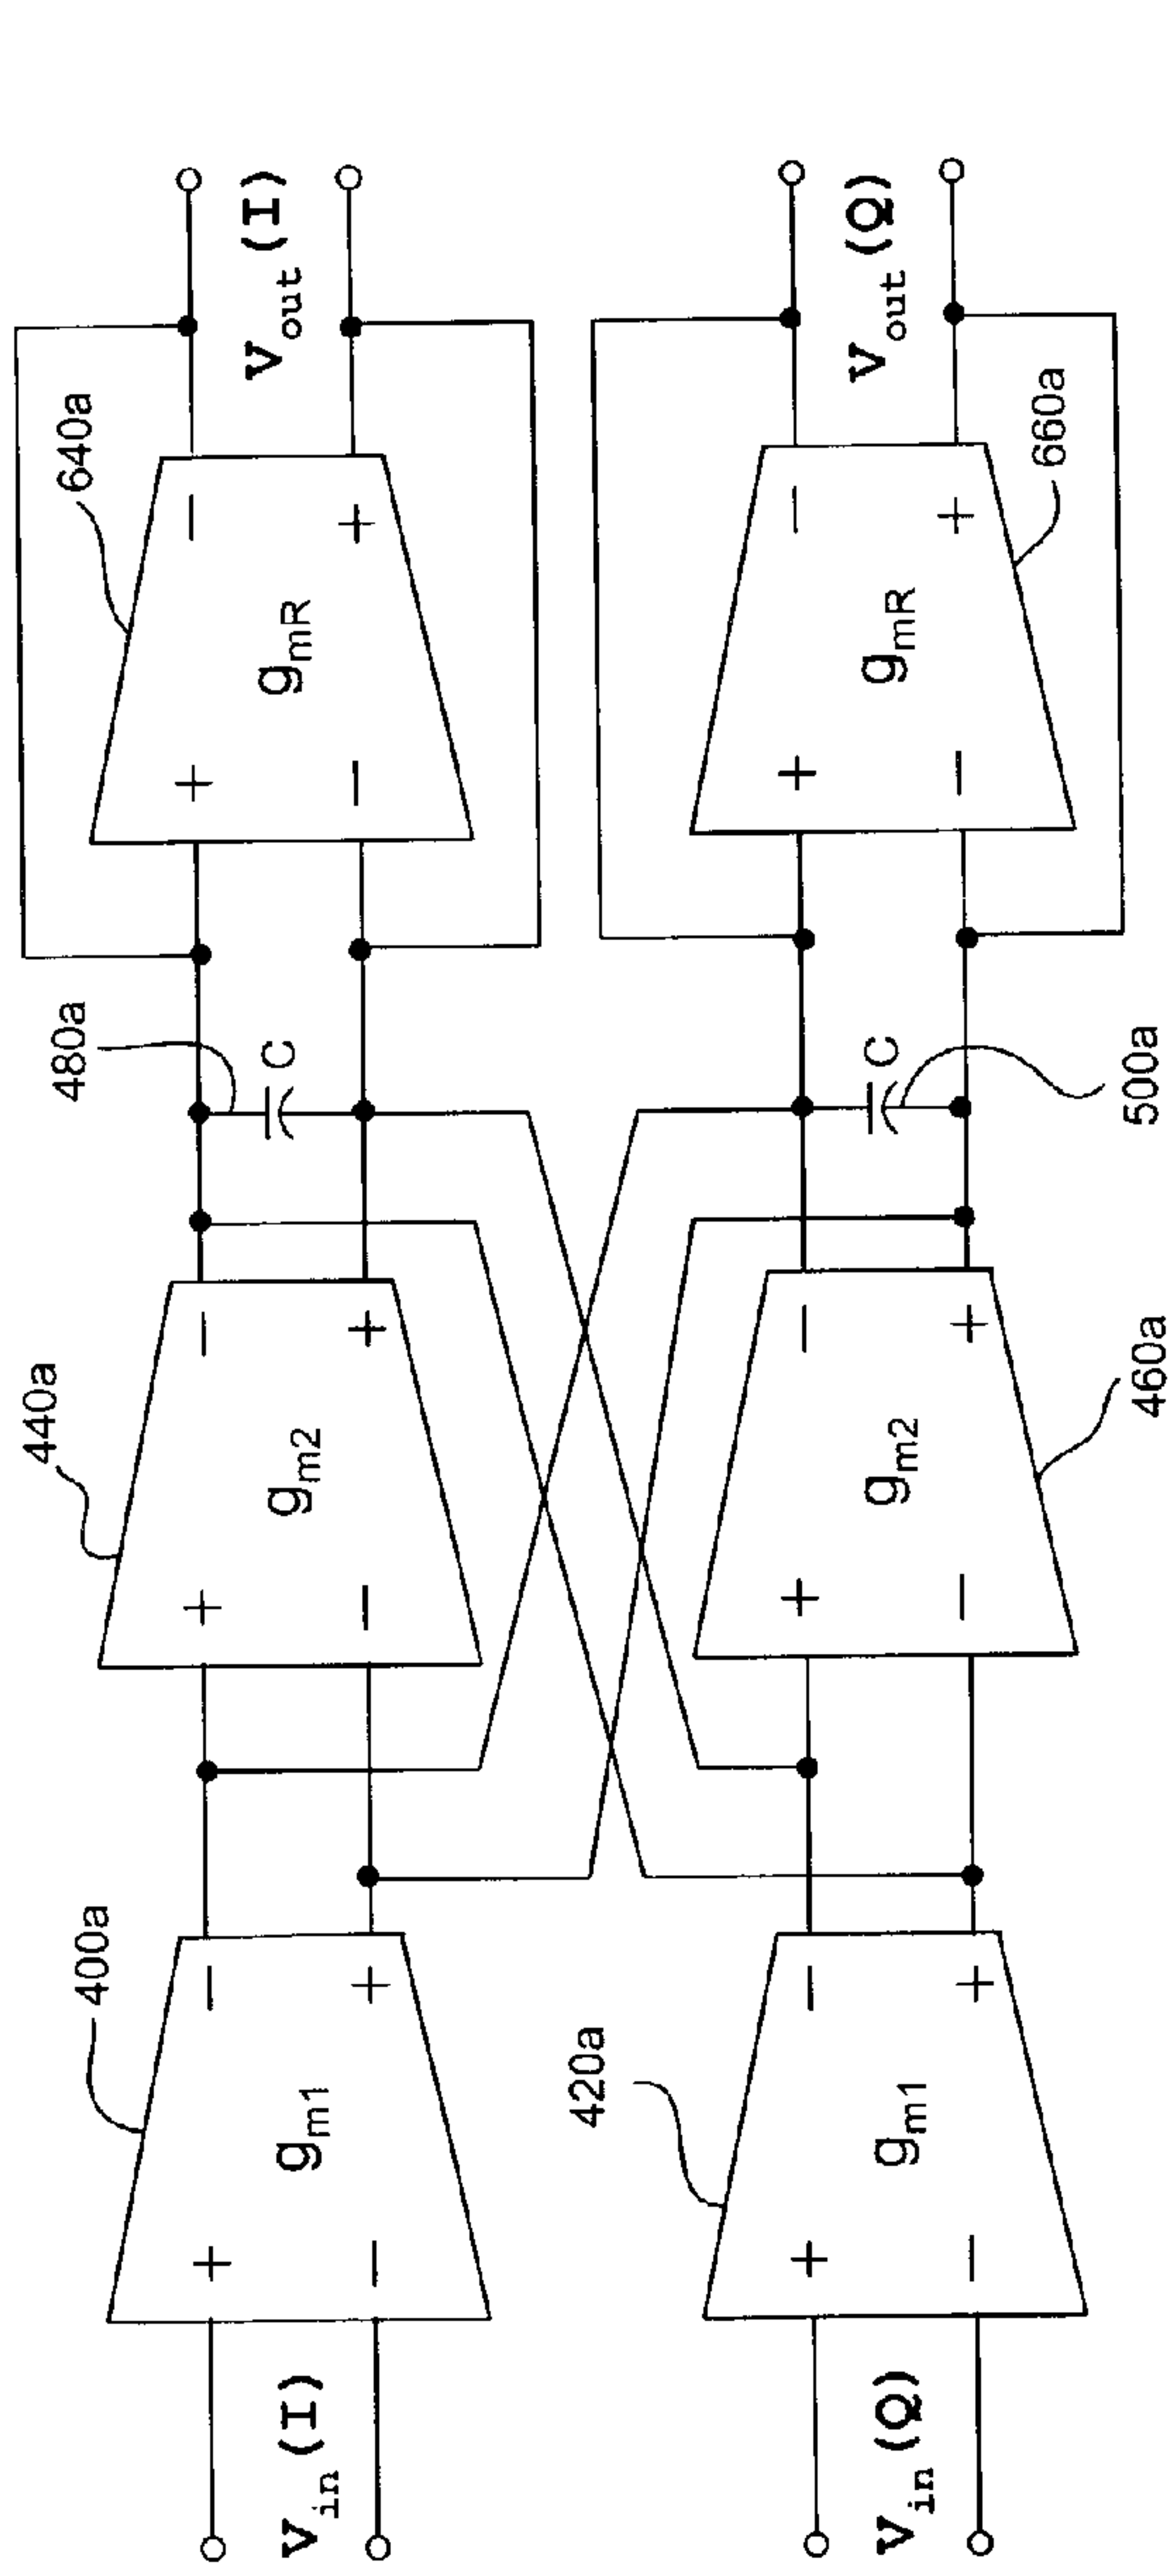 400a
440a
480a
640a
V_in (I)
+
−
g_m1
−
+
+
−
g_m2
−
+
C
+
−
g_mR
−
+
V_out (I)
420a
V_in (Q)
+
−
g_m1
−
+
+
−
g_m2
−
+
C
+
−
g_mR
−
+
V_out (Q)
460a
500a
660a